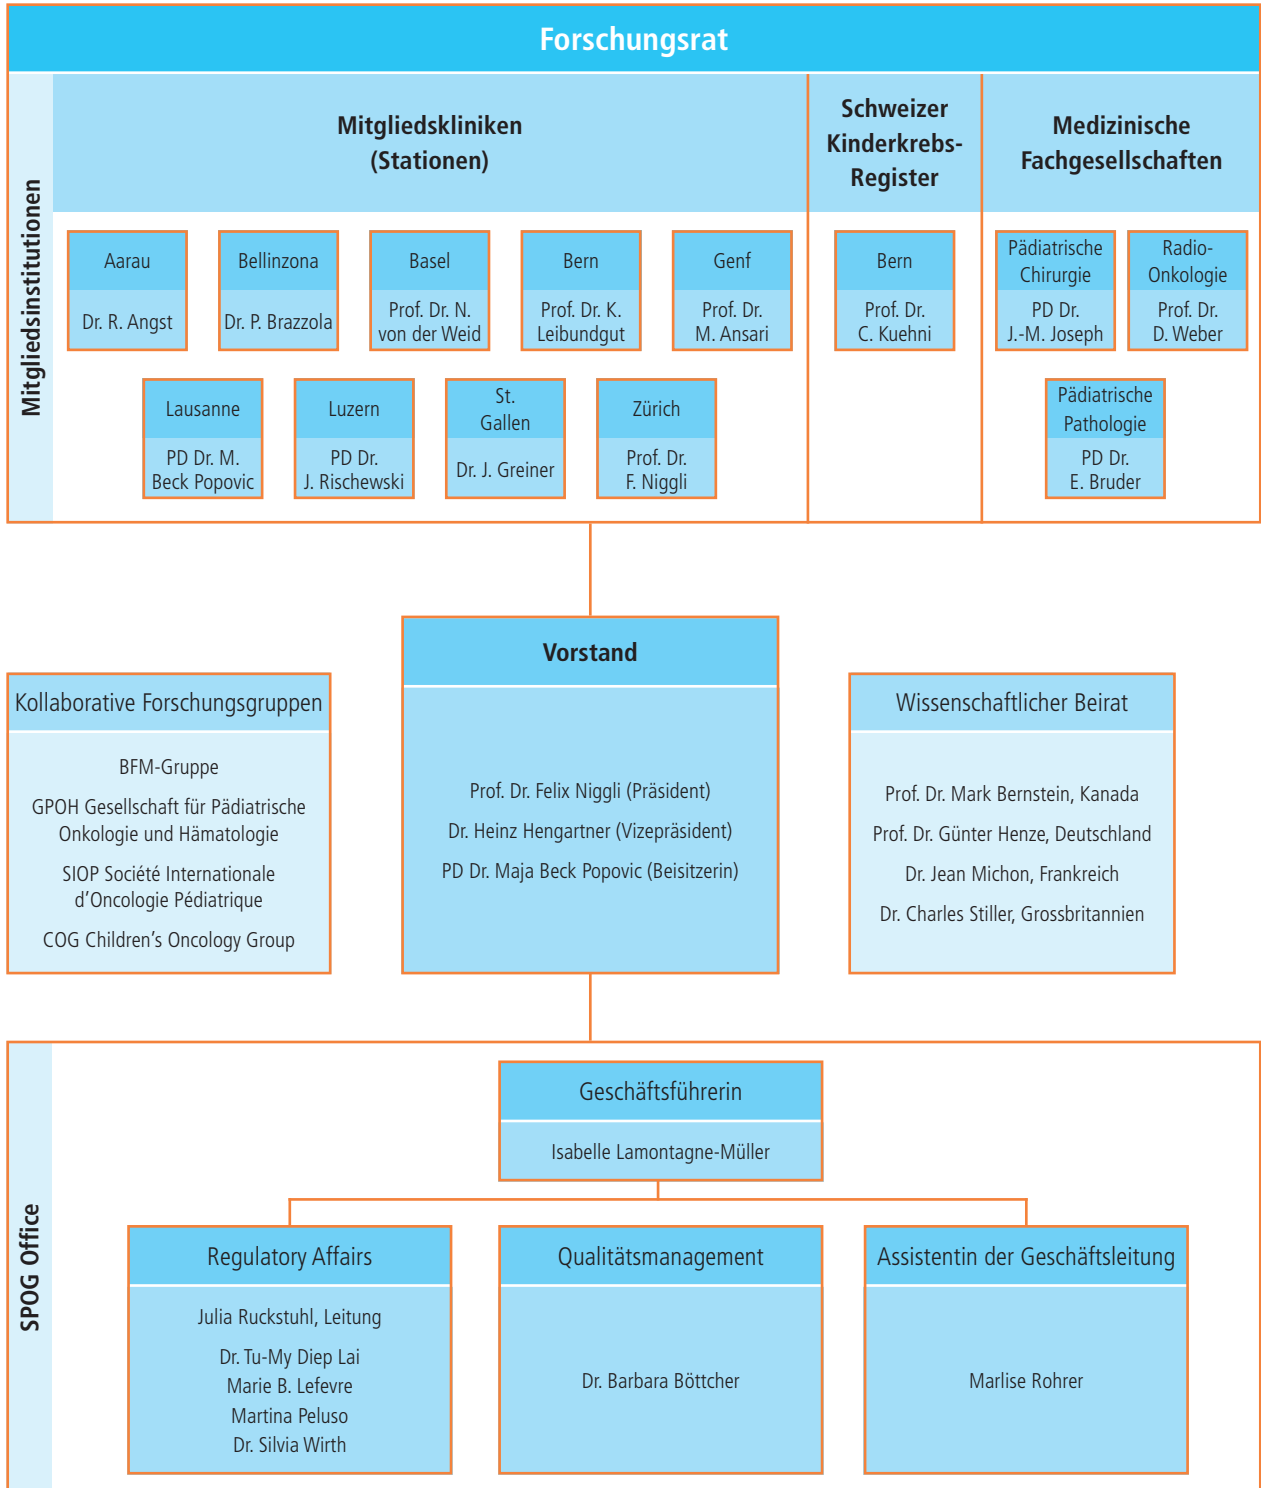 Forschungsrat
Mitgliedsinstitutionen
Mitgliedskliniken
(Stationen)
Schweizer
Kinderkrebs-
Register
Medizinische
Fachgesellschaften
Aarau
Dr. R. Angst
Bellinzona
Dr. P. Brazzola
Basel
Prof. Dr. N.
von der Weid
Bern
Prof. Dr. K.
Leibundgut
Genf
Prof. Dr.
M. Ansari
Bern
Prof. Dr.
C. Kuehni
Pädiatrische
Chirurgie
PD Dr.
J.-M. Joseph
Radio-
Onkologie
Prof. Dr.
D. Weber
Lausanne
PD Dr. M.
Beck Popovic
Luzern
PD Dr.
J. Rischewski
St.
Gallen
Dr. J. Greiner
Zürich
Prof. Dr.
F. Niggli
Pädiatrische
Pathologie
PD Dr.
E. Bruder
Kollaborative Forschungsgruppen
BFM-Gruppe
GPOH Gesellschaft für Pädiatrische
Onkologie und Hämatologie
SIOP Société Internationale
d’Oncologie Pédiatrique
COG Children’s Oncology Group
Vorstand
Prof. Dr. Felix Niggli (Präsident)
Dr. Heinz Hengartner (Vizepräsident)
PD Dr. Maja Beck Popovic (Beisitzerin)
Wissenschaftlicher Beirat
Prof. Dr. Mark Bernstein, Kanada
Prof. Dr. Günter Henze, Deutschland
Dr. Jean Michon, Frankreich
Dr. Charles Stiller, Grossbritannien
SPOG Office
Geschäftsführerin
Isabelle Lamontagne-Müller
Regulatory Affairs
Julia Ruckstuhl, Leitung
Dr. Tu-My Diep Lai
Marie B. Lefevre
Martina Peluso
Dr. Silvia Wirth
Qualitätsmanagement
Dr. Barbara Böttcher
Assistentin der Geschäftsleitung
Marlise Rohrer